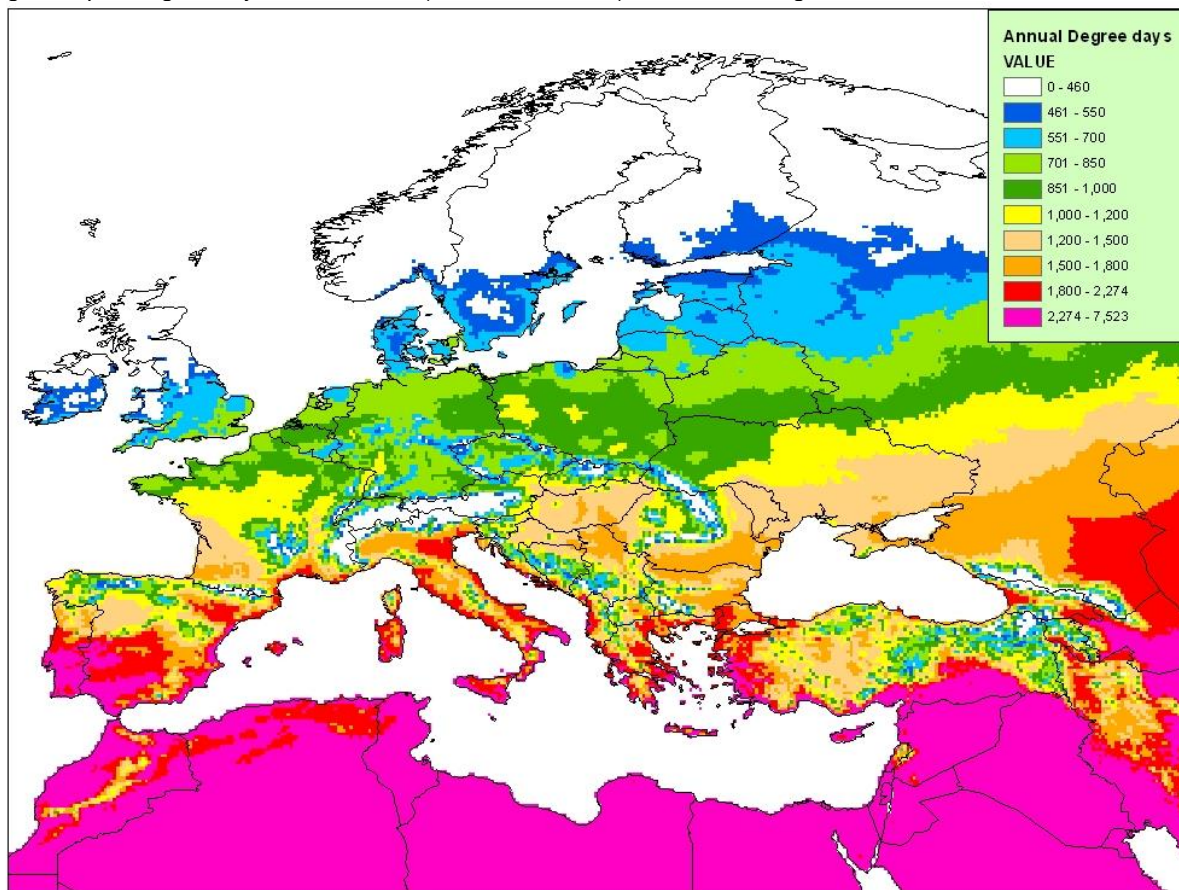 Annual Degree days
VALUE
0 - 460
461 - 550
551 - 700
701 - 850
851 - 1,000
1,000 - 1,200
1,200 - 1,500
1,500 - 1,800
1,800 - 2,274
2,274 - 7,523